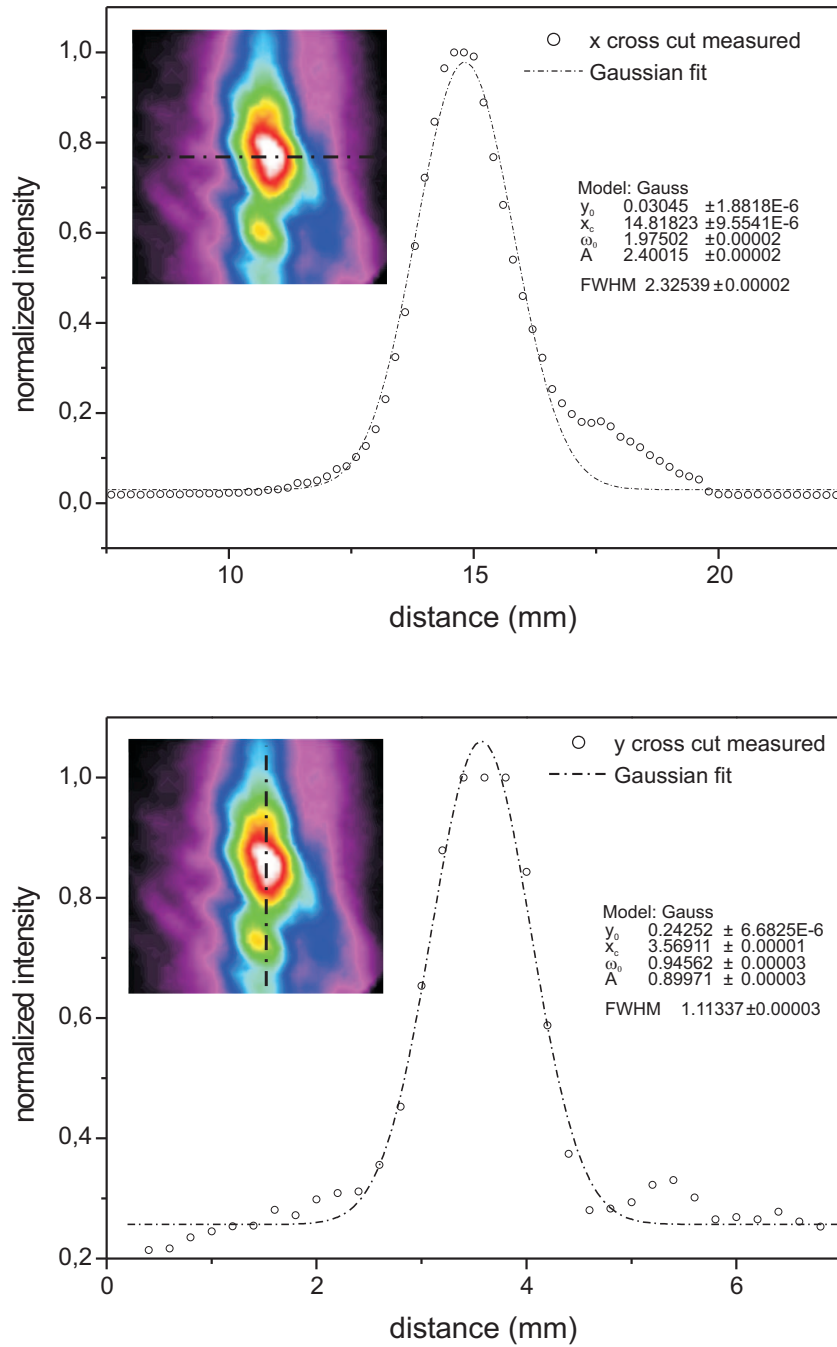 x cross cut measured
Gaussian fit
Model: Gauss
y₀ 0.03045 ±1.8818E-6
x_c 14.81823 ±9.5541E-6
ω₀ 1.97502 ±0.00002
A 2.40015 ±0.00002
FWHM 2.32539±0.00002
normalized intensity
1,0
0,8
0,6
0,4
0,2
0,0
10 15 20
distance (mm)
y cross cut measured
Gaussian fit
Model: Gauss
y₀ 0.24252 ± 6.6825E-6
x_c 3.56911 ± 0.00001
ω₀ 0.94562 ± 0.00003
A 0.89971 ± 0.00003
FWHM 1.11337±0.00003
normalized intensity
1,0
0,8
0,6
0,4
0,2
0 2 4 6
distance (mm)